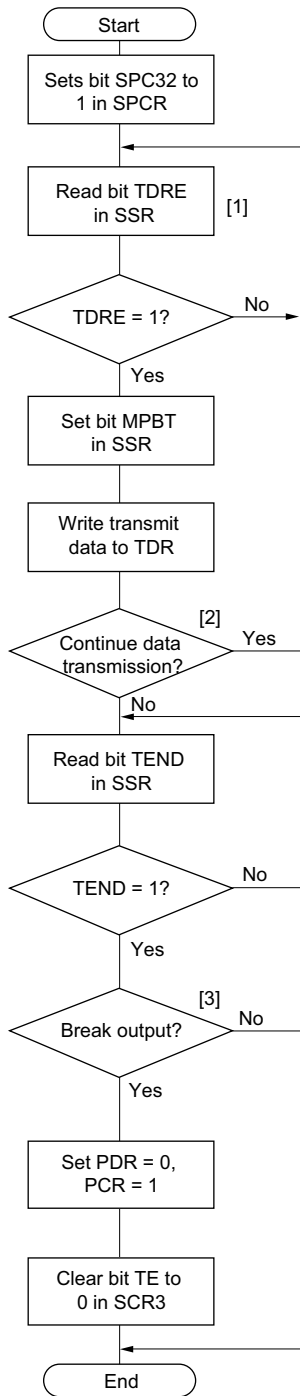 Start
Sets bit SPC32 to
1 in SPCR
Read bit TDRE
in SSR
[1]
TDRE = 1?
No
Yes
Set bit MPBT
in SSR
Write transmit
data to TDR
[2]
Continue data
transmission?
Yes
No
Read bit TEND
in SSR
TEND = 1?
No
Yes
[3]
Break output?
No
Yes
Set PDR = 0,
PCR = 1
Clear bit TE to
0 in SCR3
End